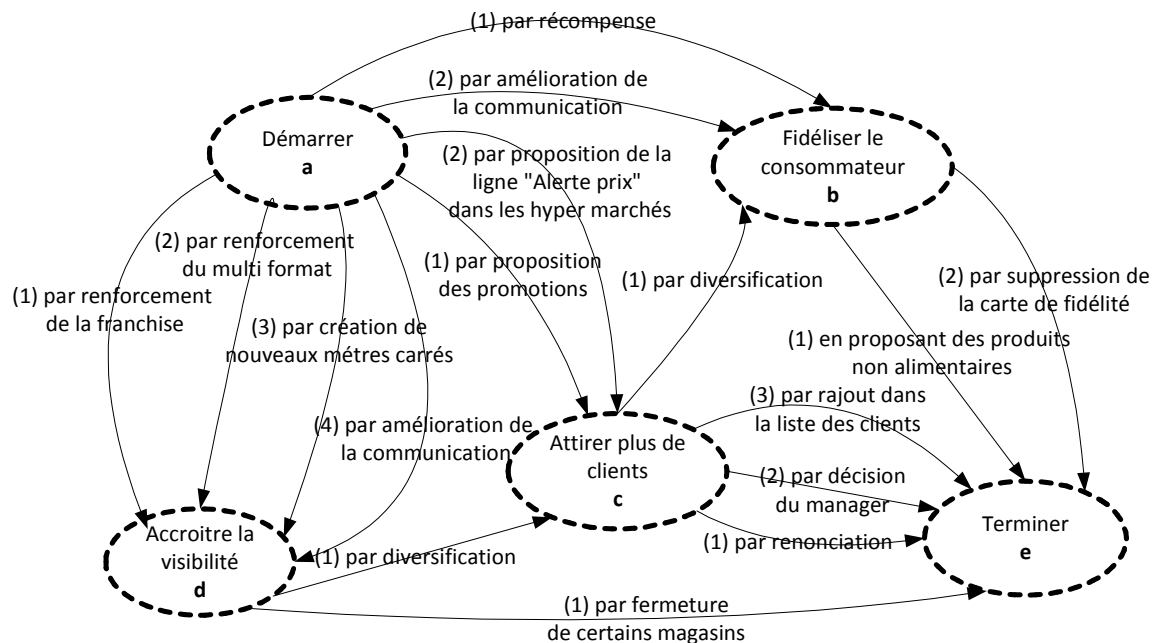 (1) par récompense
(2) par amélioration de
la communication
Démarrer
a
Fidéliser le
consommateur
b
(2) par proposition de la
ligne "Alerte prix"
dans les hyper marchés
(2) par renforcement
du multi format
(1) par proposition
des promotions
(1) par diversification
(2) par suppression de
la carte de fidélité
(1) par renforcement
de la franchise
(3) par création de
nouveaux métres carrés
(1) en proposant des produits
non alimentaires
(3) par rajout dans
la liste des clients
(4) par amélioration de
la communication
Attirer plus de
clients
c
(2) par décision
du manager
Accroitre la
visibilité
d
(1) par diversification
(1) par renonciation
Terminer
e
(1) par fermeture
de certains magasins